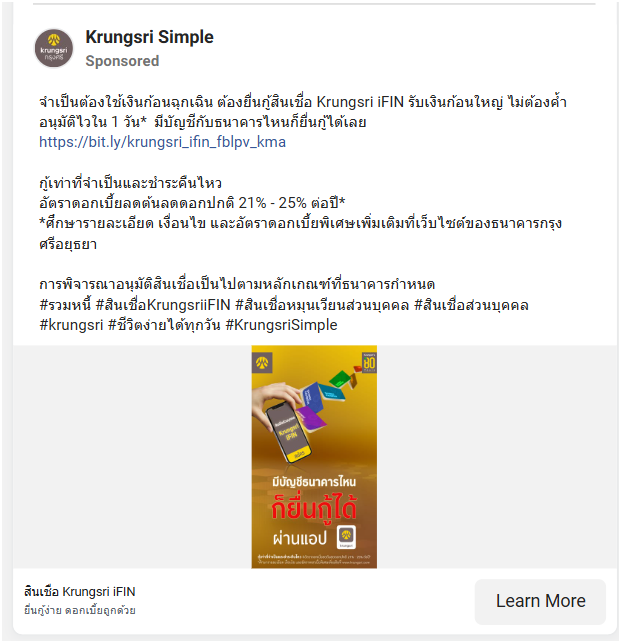 Krungsri Simple
Sponsored
krungsri
กรุงศรี
จำเป็นต้องใช้เงินก้อนฉุกเฉิน ต้องยื่นกู้สินเชื่อ Krungsri iFIN รับเงินก้อนใหญ่ ไม่ต้องค้ำ
อนุมัติไวใน 1 วัน* มีบัญชีกับธนาคารไหนก็ยื่นกู้ได้เลย
https://bit.ly/krungsri_ifin_fblpv_kma
กู้เท่าที่จำเป็นและชำระคืนไหว
อัตราดอกเบี้ยลดต้นลดดอกปกติ 21% - 25% ต่อปี*
*ศึกษารายละเอียด เงื่อนไข และอัตราดอกเบี้ยพิเศษเพิ่มเติมที่เว็บไซต์ของธนาคารกรุง
ศรีอยุธยา
การพิจารณาอนุมัติสินเชื่อเป็นไปตามหลักเกณฑ์ที่ธนาคารกำหนด
#รวมหนี้ #สินเชื่อKrungsriiFIN #สินเชื่อหมุนเวียนส่วนบุคคล #สินเชื่อส่วนบุคคล
#krungsri #ชีวิตง่ายได้ทุกวัน #KrungsriSimple
Krungsri
iFIN
มีบัญชีธนาคารไหน
ก็ยื่นกู้ได้
ผ่านแอป
krungsri
สินเชื่อ Krungsri iFIN
ยื่นกู้ง่าย ดอกเบี้ยถูกด้วย
Learn More